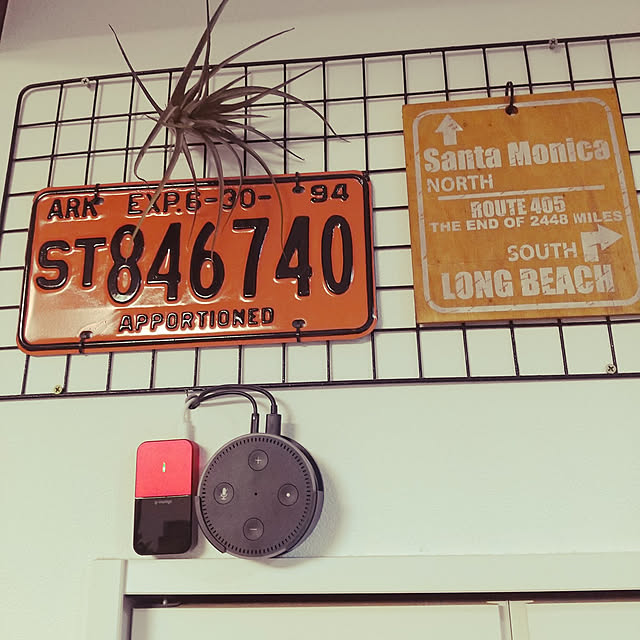 ARK EXP.6-30-94
ST846740
APPORTIONED
Santa Monica
NORTH
ROUTE 405
THE END OF 2448 MILES
SOUTH
LONG BEACH